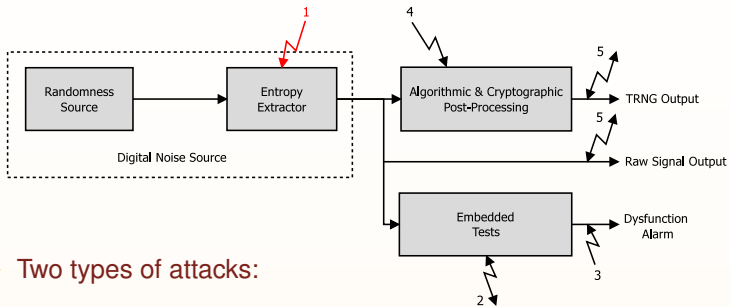 1
4
5
Randomness
Source
Entropy
Extractor
Algorithmic & Cryptographic
Post-Processing
TRNG Output
5
Digital Noise Source
Raw Signal Output
Embedded
Tests
Dysfunction
Alarm
Two types of attacks:
2
3